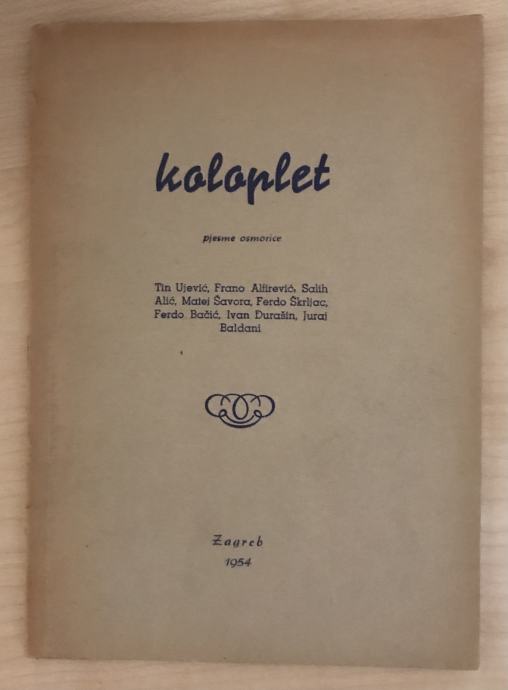 koloplet
pjesme osmorice
Tin Ujević, Frano Alfirević, Salih
Alić, Matej Šavora, Ferdo Škrljac,
Ferdo Bačić, Ivan Đurašin, Juraj
Baldani
Zagreb
1954